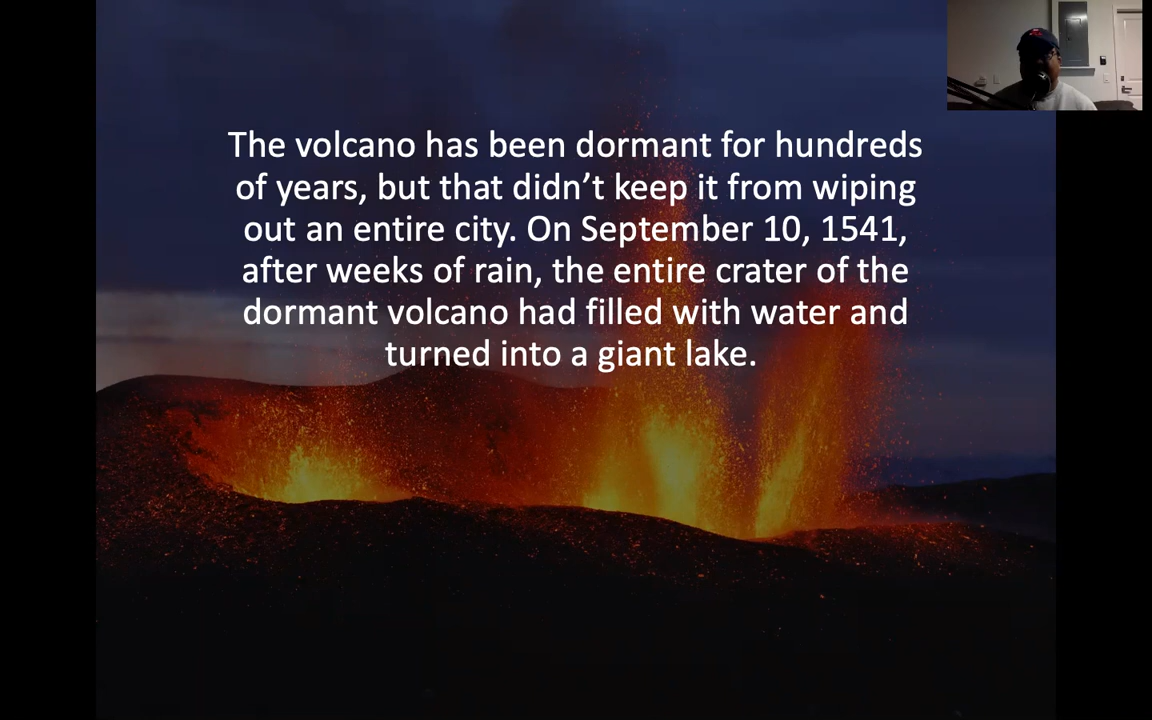 The volcano has been dormant for hundreds
of years, but that didn’t keep it from wiping
out an entire city. On September 10, 1541,
after weeks of rain, the entire crater of the
dormant volcano had filled with water and
turned into a giant lake.